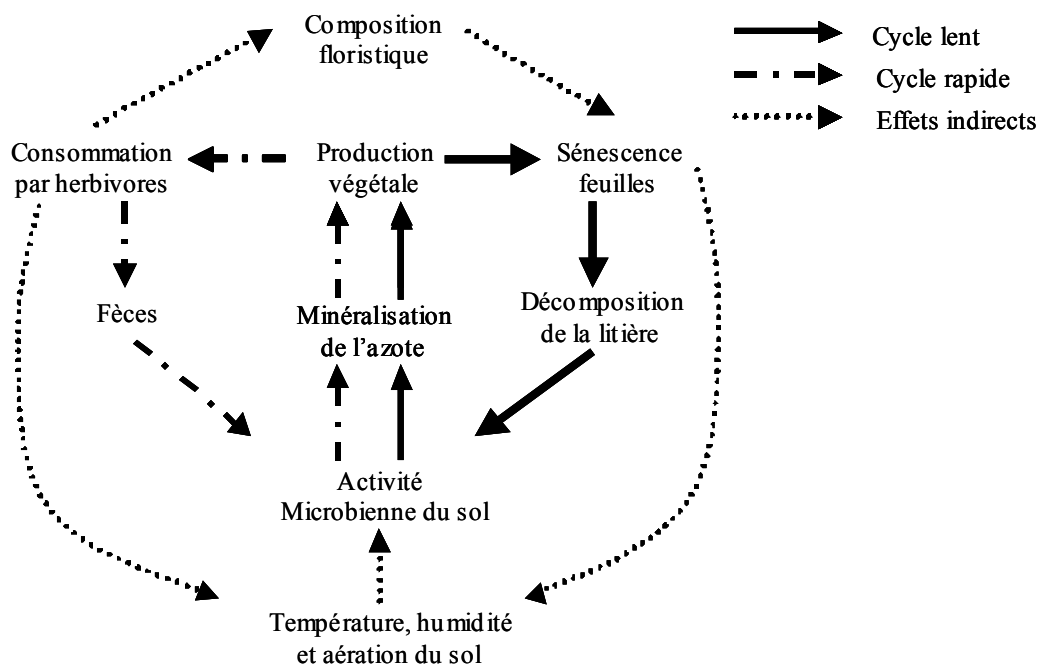 Composition
floristique
Cycle lent
Cycle rapide
Effets indirects
Consommation
par herbivores
Production
végétale
Sénescence
feuilles
Fèces
Minéralisation
de l'azote
Décomposition
de la litière
Activité
Microbienne du sol
Température, humidité
et aération du sol